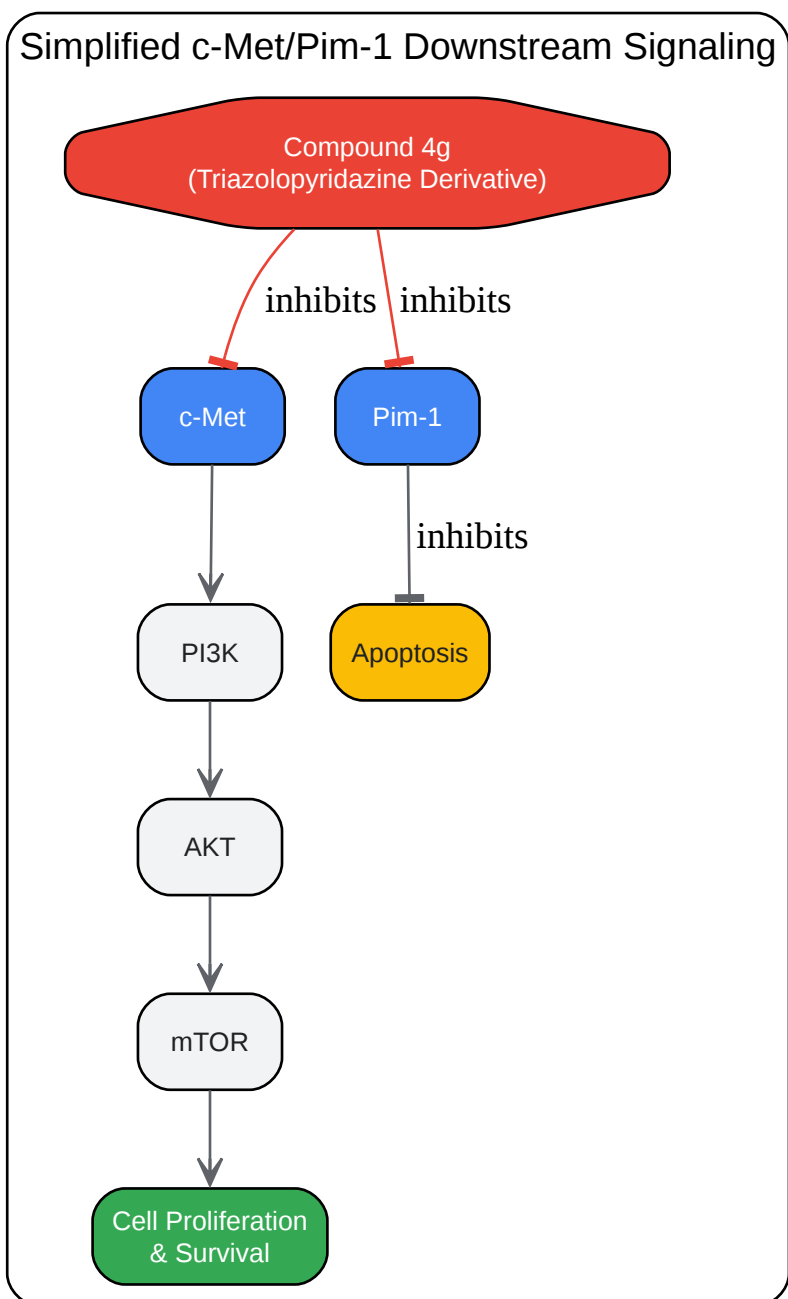 Simplified c-Met/Pim-1 Downstream Signaling
Compound 4g
(Triazolopyridazine Derivative)
inhibits
inhibits
c-Met
Pim-1
inhibits
PI3K
Apoptosis
AKT
mTOR
Cell Proliferation
& Survival